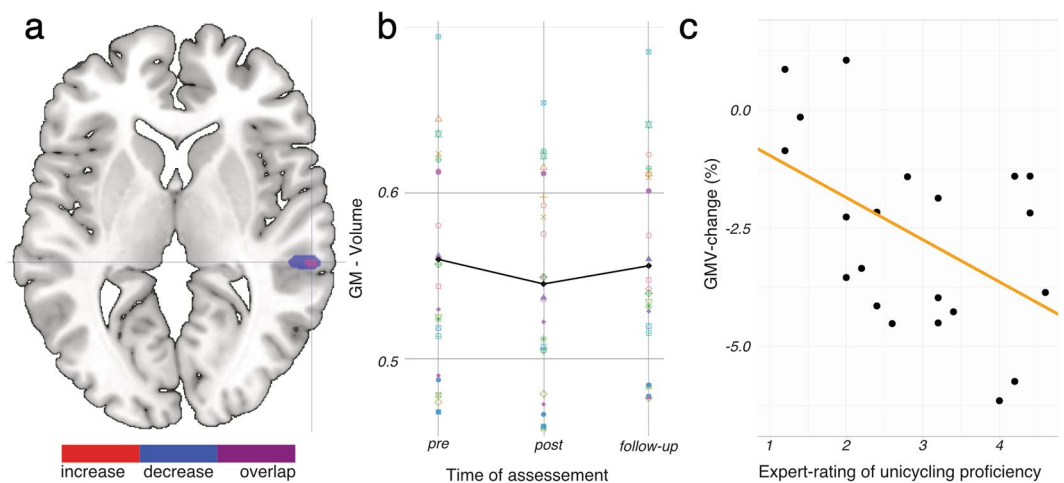 a
increase decrease overlap
b
GM - Volume
0.6
0.5
pre post follow-up
Time of assessement
c
GMV-change (%)
0.0
-2.5
-5.0
1 2 3 4
Expert-rating of unicycling proficiency